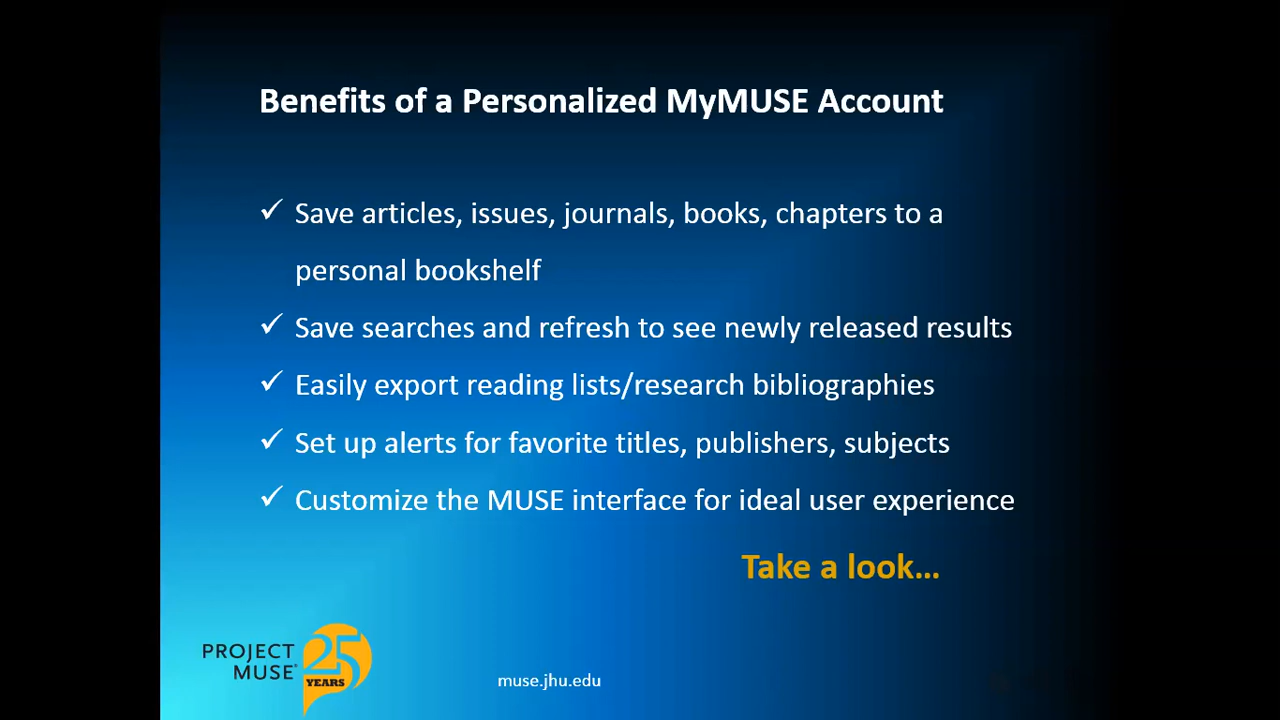 Benefits of a Personalized MyMUSE Account
✓ Save articles, issues, journals, books, chapters to a
personal bookshelf
✓ Save searches and refresh to see newly released results
✓ Easily export reading lists/research bibliographies
✓ Set up alerts for favorite titles, publishers, subjects
✓ Customize the MUSE interface for ideal user experience
Take a look...
PROJECT
MUSE®
25
YEARS
muse.jhu.edu